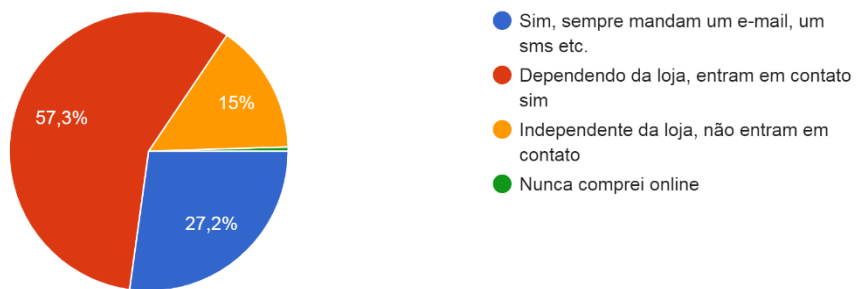 57,3%
15%
27,2%
Sim, sempre mandam um e-mail, um
sms etc.
Dependendo da loja, entram em contato
sim
Independente da loja, não entram em
contato
Nunca comprei online